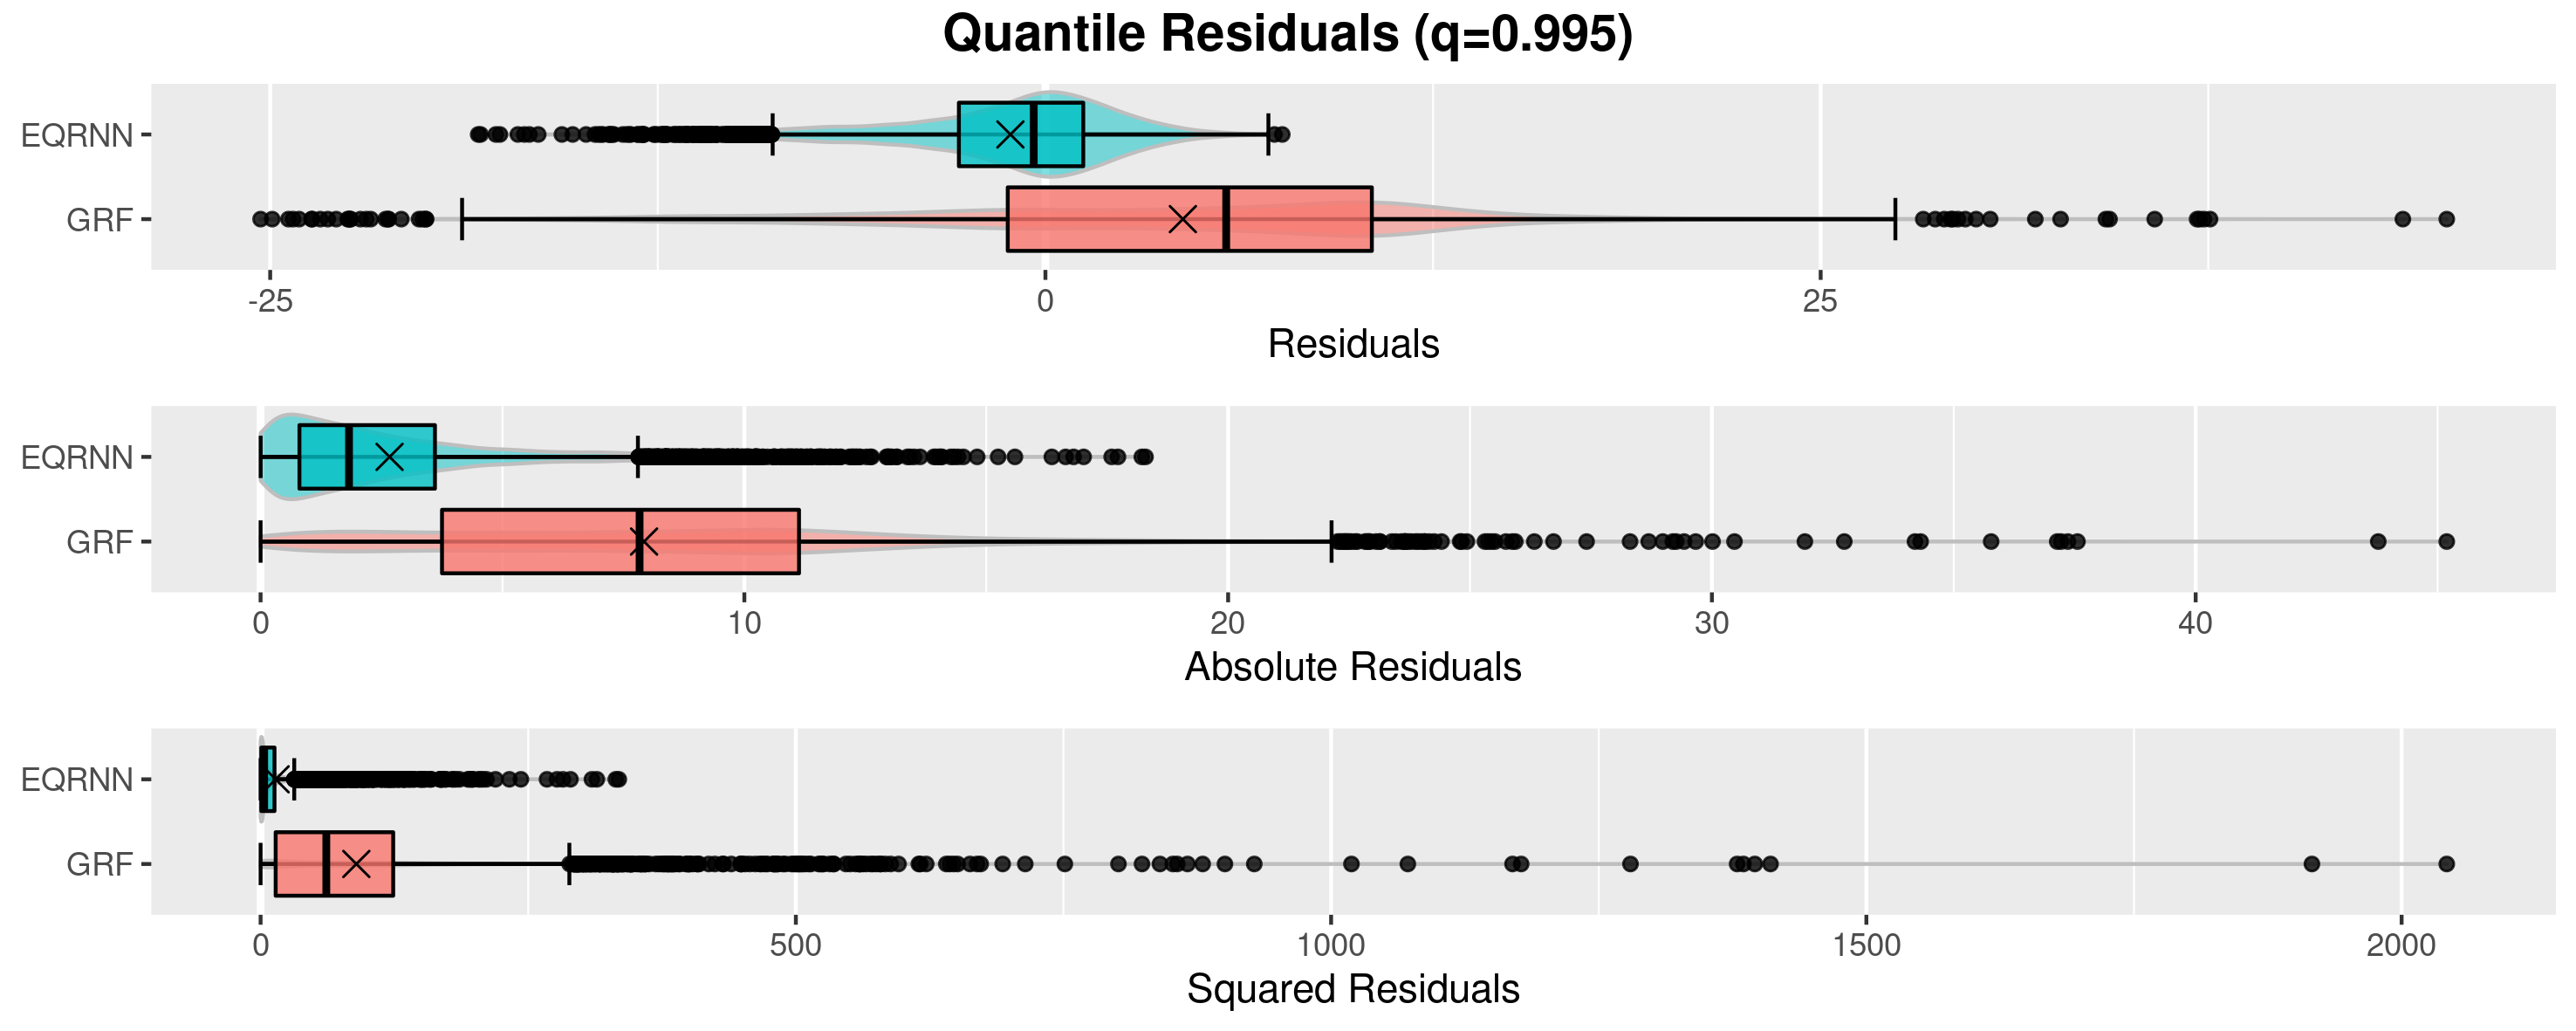 Quantile Residuals (q=0.995)
EQRNN
GRF
-25 0 25
Residuals
EQRNN
GRF
0 10 20 30 40
Absolute Residuals
EQRNN
GRF
0 500 1000 1500 2000
Squared Residuals